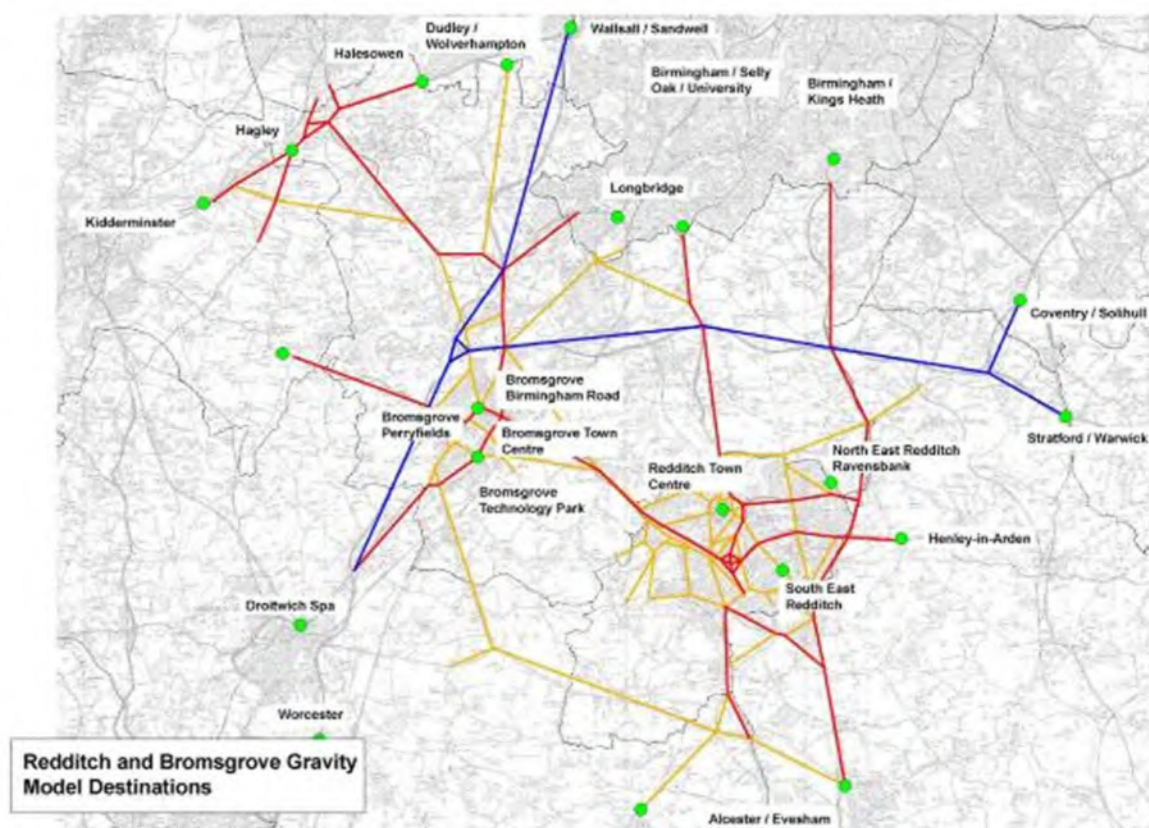 Dudley /
Wolverhampton
Wallsall / Sandwell
Halesowen
Birmingham / Selly
Oak / University
Birmingham /
Kings Heath
Hagley
Longbridge
Kidderminster
Coventry / Solihull
Bromsgrove
Birmingham Road
Bromsgrove
Perryfields
Bromsgrove Town
Centre
Stratford / Warwick
North East Redditch
Ravensbank
Redditch Town
Centre
Bromsgrove
Technology Park
Henley-in-Arden
South East
Redditch
Droitwich Spa
Worcester
Redditch and Bromsgrove Gravity
Model Destinations
Alcester / Evesham